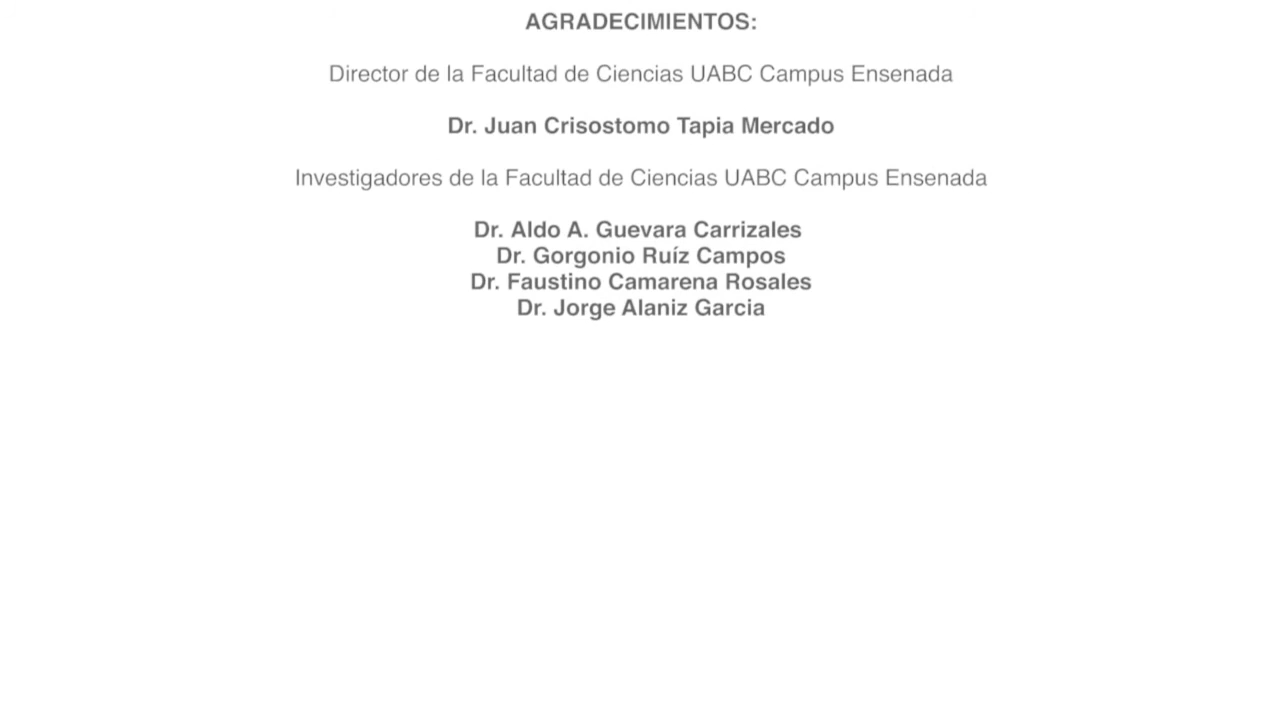 AGRADECIMIENTOS:
Director de la Facultad de Ciencias UABC Campus Ensenada
Dr. Juan Crisostomo Tapia Mercado
Investigadores de la Facultad de Ciencias UABC Campus Ensenada
Dr. Aldo A. Guevara Carrizales
Dr. Gorgonio Ruíz Campos
Dr. Faustino Camarena Rosales
Dr. Jorge Alaniz Garcia